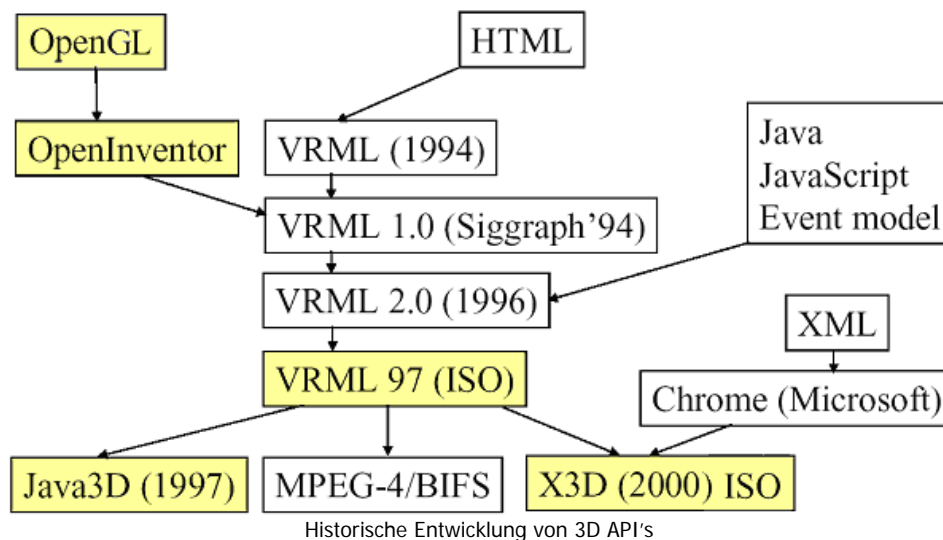 OpenGL
HTML
OpenInventor
VRML (1994)
Java
JavaScript
Event model
VRML 1.0 (Siggraph'94)
VRML 2.0 (1996)
XML
VRML 97 (ISO)
Chrome (Microsoft)
Java3D (1997)
MPEG-4/BIFS
X3D (2000) ISO
Historische Entwicklung von 3D API's